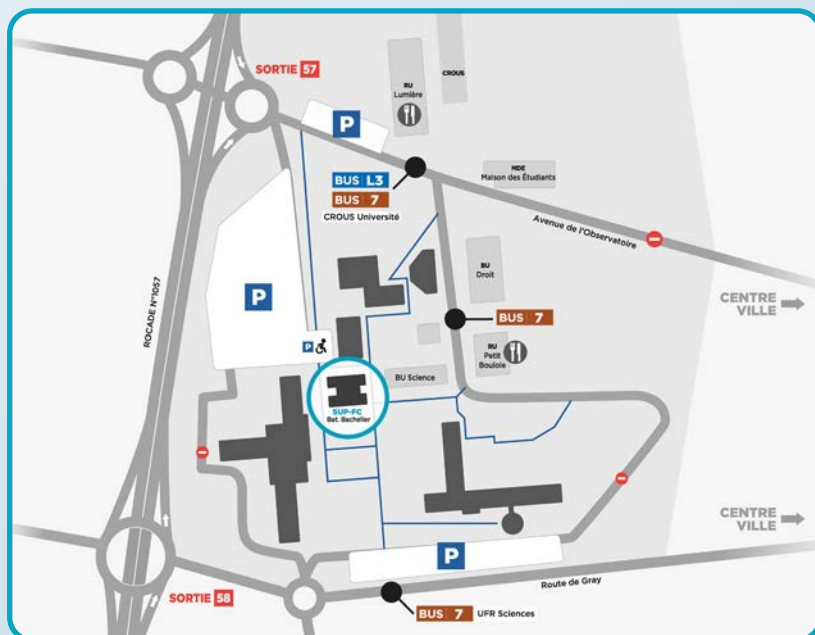 SORTIE 57
RU
Lumière
CROUS
P
BUS L3
BUS 7
CROUS Université
MDE
Maison des Étudiants
Avenue de l'Observatoire
ROCADE N°1057
P
BU
Droit
CENTRE
VILLE
BUS 7
P
RU
Petit
Bouloie
BU Science
SUP-FC
Bat. Bachelier
CENTRE
VILLE
P
Route de Gray
SORTIE 58
BUS 7 UFR Sciences